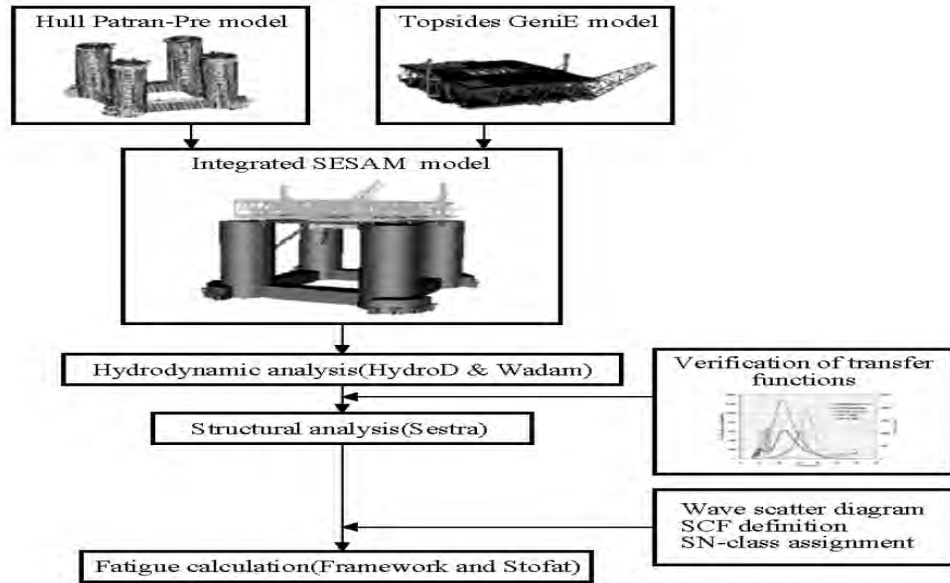 Hull Patran-Pre model
Topsides GeniE model
Integrated SESAM model
Hydrodynamic analysis(HydroD & Wadam)
Verification of transfer
functions
Structural analysis(Sestra)
Wave scatter diagram
SCF definition
SN-class assignment
Fatigue calculation(Framework and Stofat)